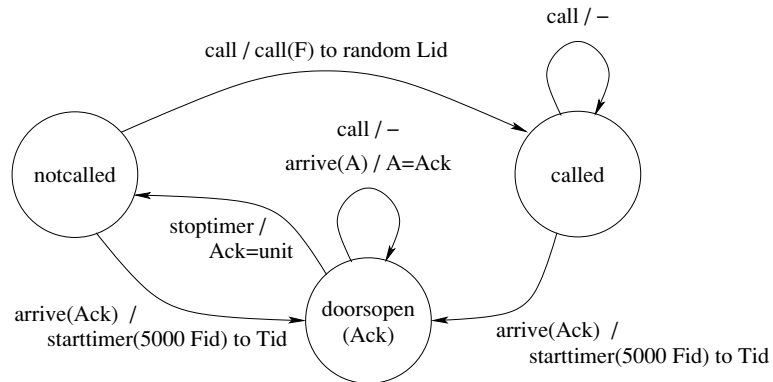 call / –
call / call(F) to random Lid
call / –
arrive(A) / A=Ack
notcalled
called
stoptimer /
Ack=unit
doorsopen
(Ack)
arrive(Ack) /
starttimer(5000 Fid) to Tid
arrive(Ack) /
starttimer(5000 Fid) to Tid